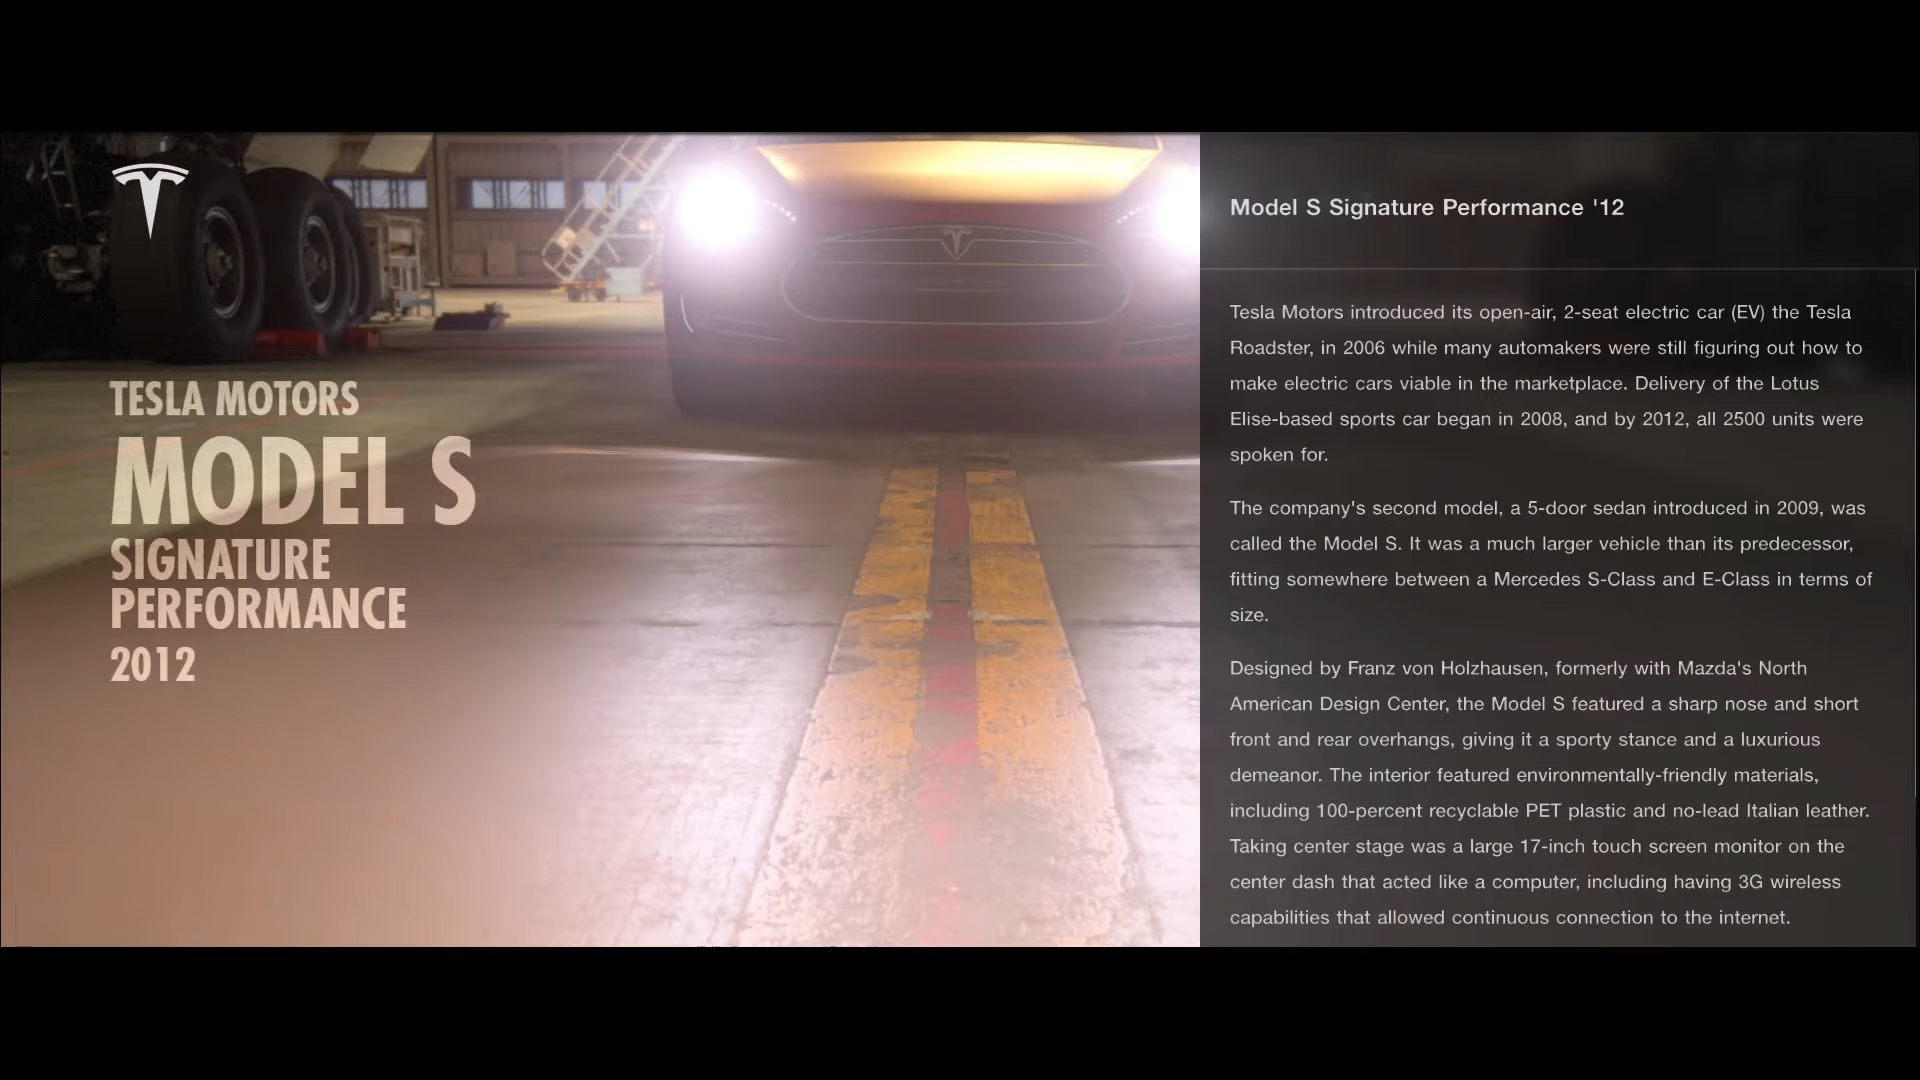 TESLA MOTORS
MODEL S
SIGNATURE
PERFORMANCE
2012
Model S Signature Performance '12
Tesla Motors introduced its open-air, 2-seat electric car (EV) the Tesla
Roadster, in 2006 while many automakers were still figuring out how to
make electric cars viable in the marketplace. Delivery of the Lotus
Elise-based sports car began in 2008, and by 2012, all 2500 units were
spoken for.
The company's second model, a 5-door sedan introduced in 2009, was
called the Model S. It was a much larger vehicle than its predecessor,
fitting somewhere between a Mercedes S-Class and E-Class in terms of
size.
Designed by Franz von Holzhausen, formerly with Mazda's North
American Design Center, the Model S featured a sharp nose and short
front and rear overhangs, giving it a sporty stance and a luxurious
demeanor. The interior featured environmentally-friendly materials,
including 100-percent recyclable PET plastic and no-lead Italian leather.
Taking center stage was a large 17-inch touch screen monitor on the
center dash that acted like a computer, including having 3G wireless
capabilities that allowed continuous connection to the internet.